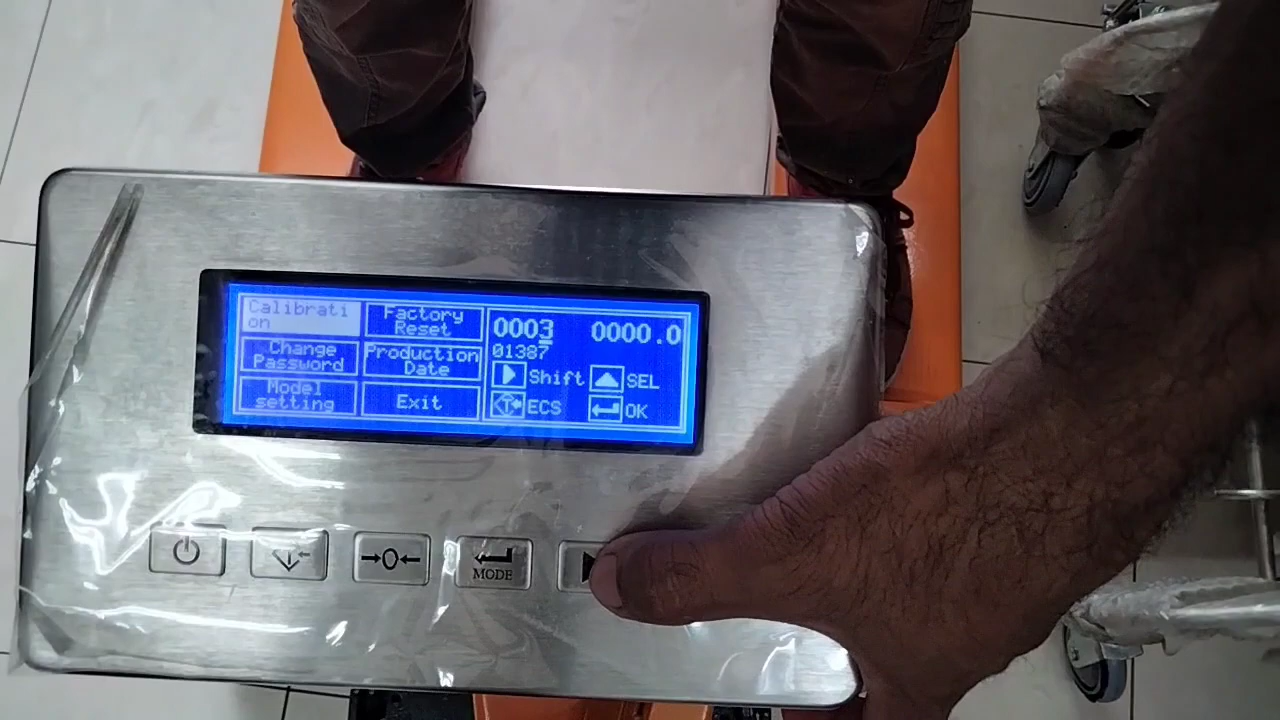 Calibrati
on
Factory
Reset
Change
Password
Production
Date
Model
setting
Exit
0003 0000.0
01387
Shift SEL
ECS OK
→0←
MODE